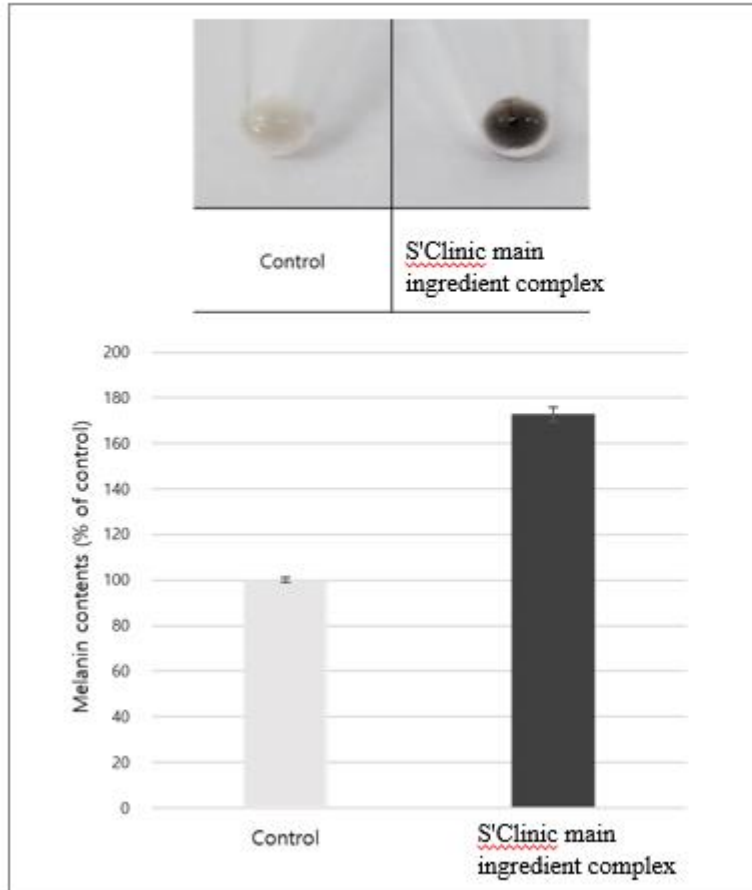 Control
S'Clinic main
ingredient complex
Melanin contents (% of control)
200
180
160
140
120
100
80
60
40
20
0
Control
S'Clinic main
ingredient complex